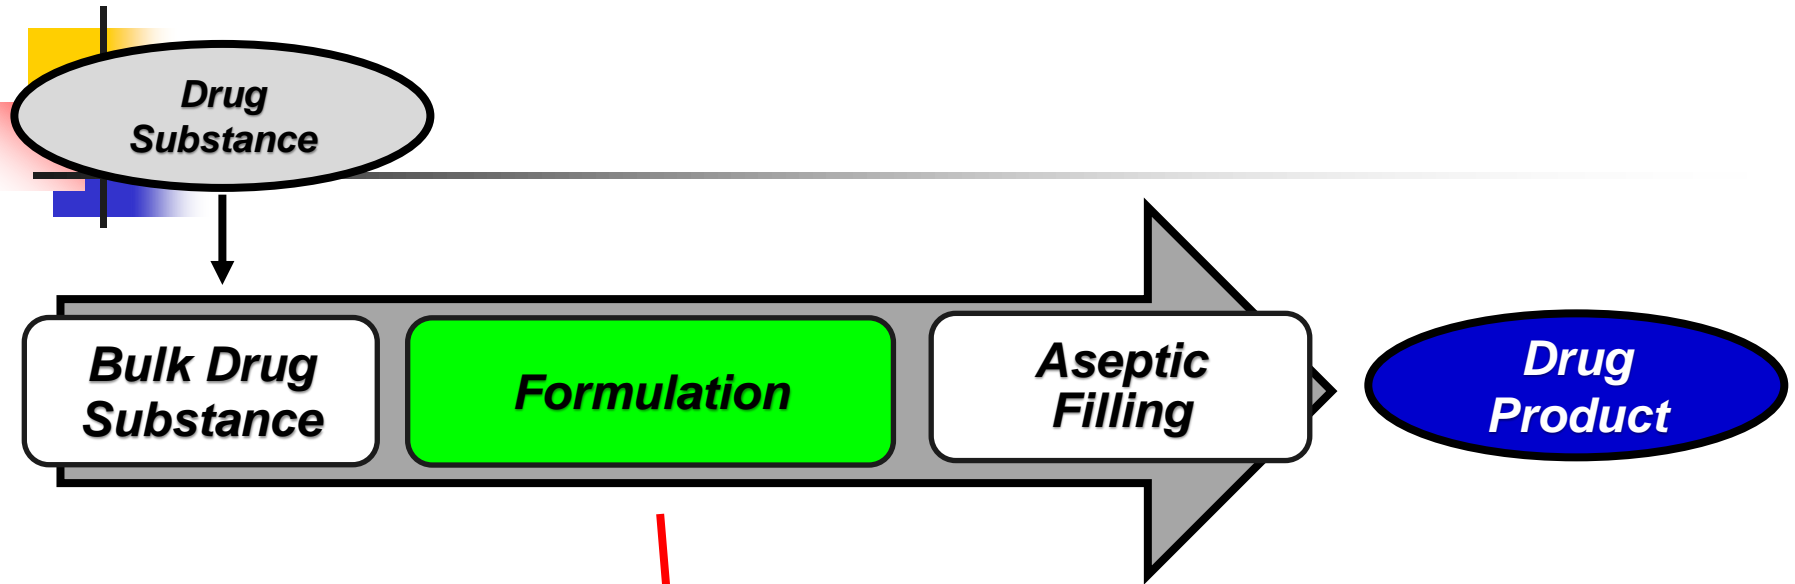 Drug
Substance
Bulk Drug
Substance
Formulation
Aseptic
Filling
Drug
Product